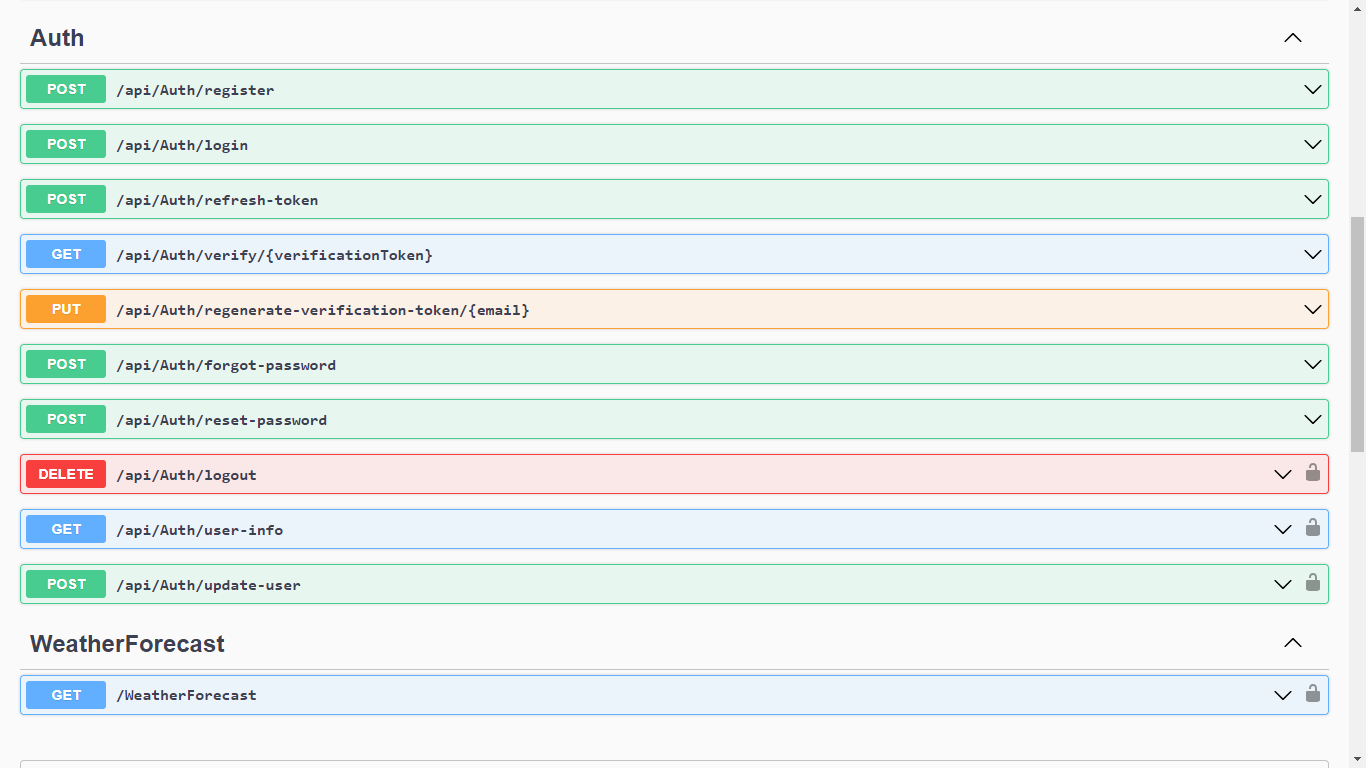 Auth
POST /api/Auth/register
POST /api/Auth/login
POST /api/Auth/refresh-token
GET /api/Auth/verify/{verificationToken}
PUT /api/Auth/regenerate-verification-token/{email}
POST /api/Auth/forgot-password
POST /api/Auth/reset-password
DELETE /api/Auth/logout
GET /api/Auth/user-info
POST /api/Auth/update-user
WeatherForecast
GET /WeatherForecast